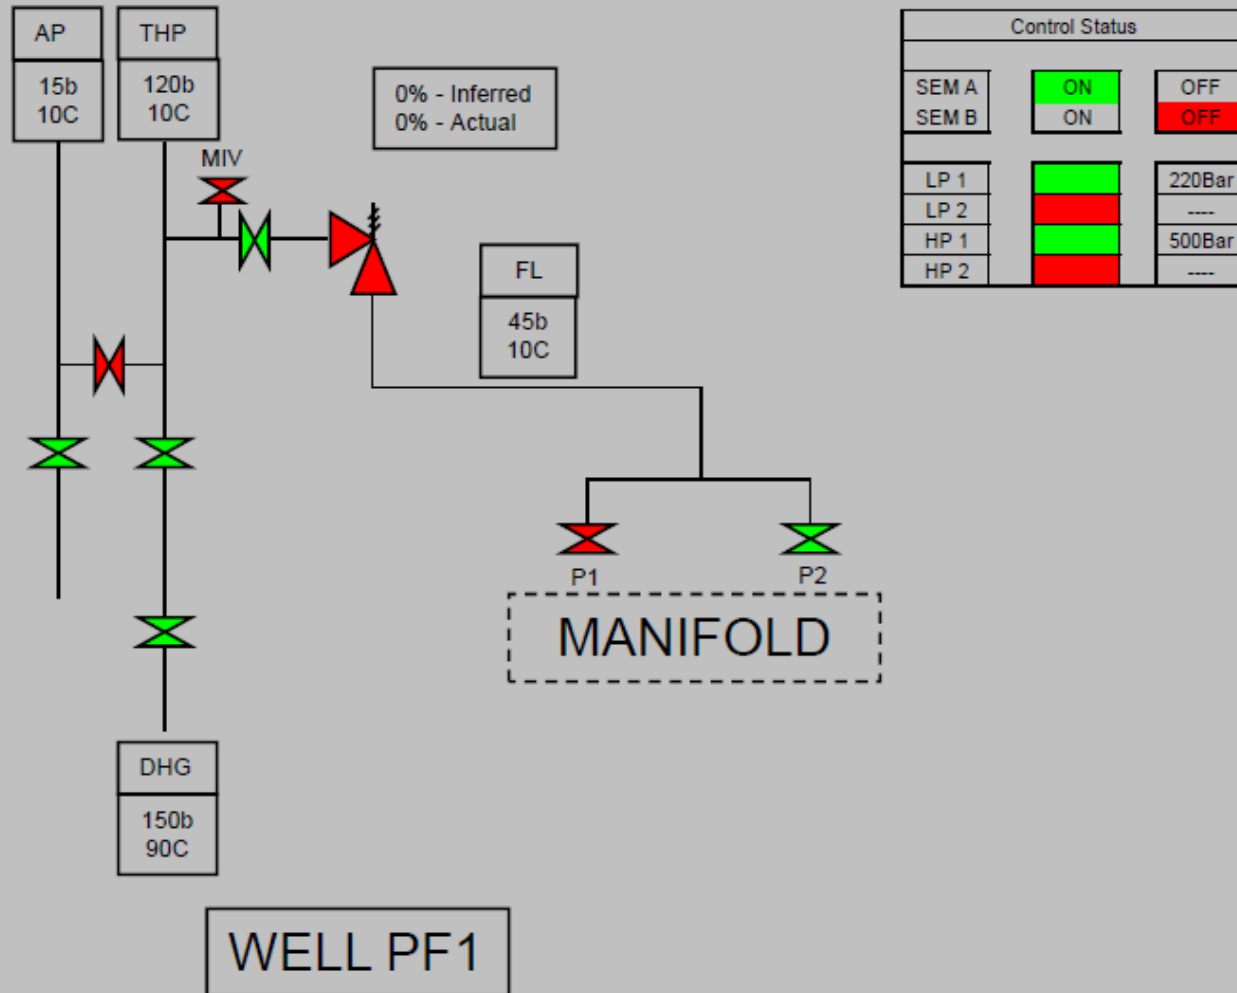 AP
15b
10C
THP
120b
10C
0% - Inferred
0% - Actual
MIV
FL
45b
10C
P1
P2
MANIFOLD
DHG
150b
90C
WELL PF1
Control Status
SEM A ON OFF
SEM B ON OFF
LP 1 220Bar
LP 2 ----
HP 1 500Bar
HP 2 ----